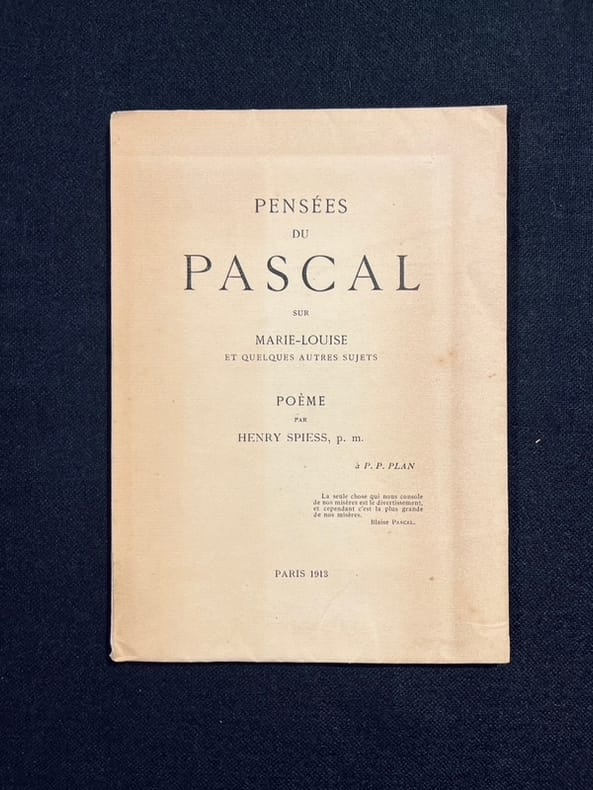 PENSÉES
DU
PASCAL
SUR
MARIE-LOUISE
ET QUELQUES AUTRES SUJETS
POÈME
PAR
HENRY SPIESS, p. m.
à P. P. PLAN
La seule chose qui nous console
de nos misères est le divertissement,
et cependant c'est la plus grande
de nos misères.
Blaise PASCAL.
PARIS 1913